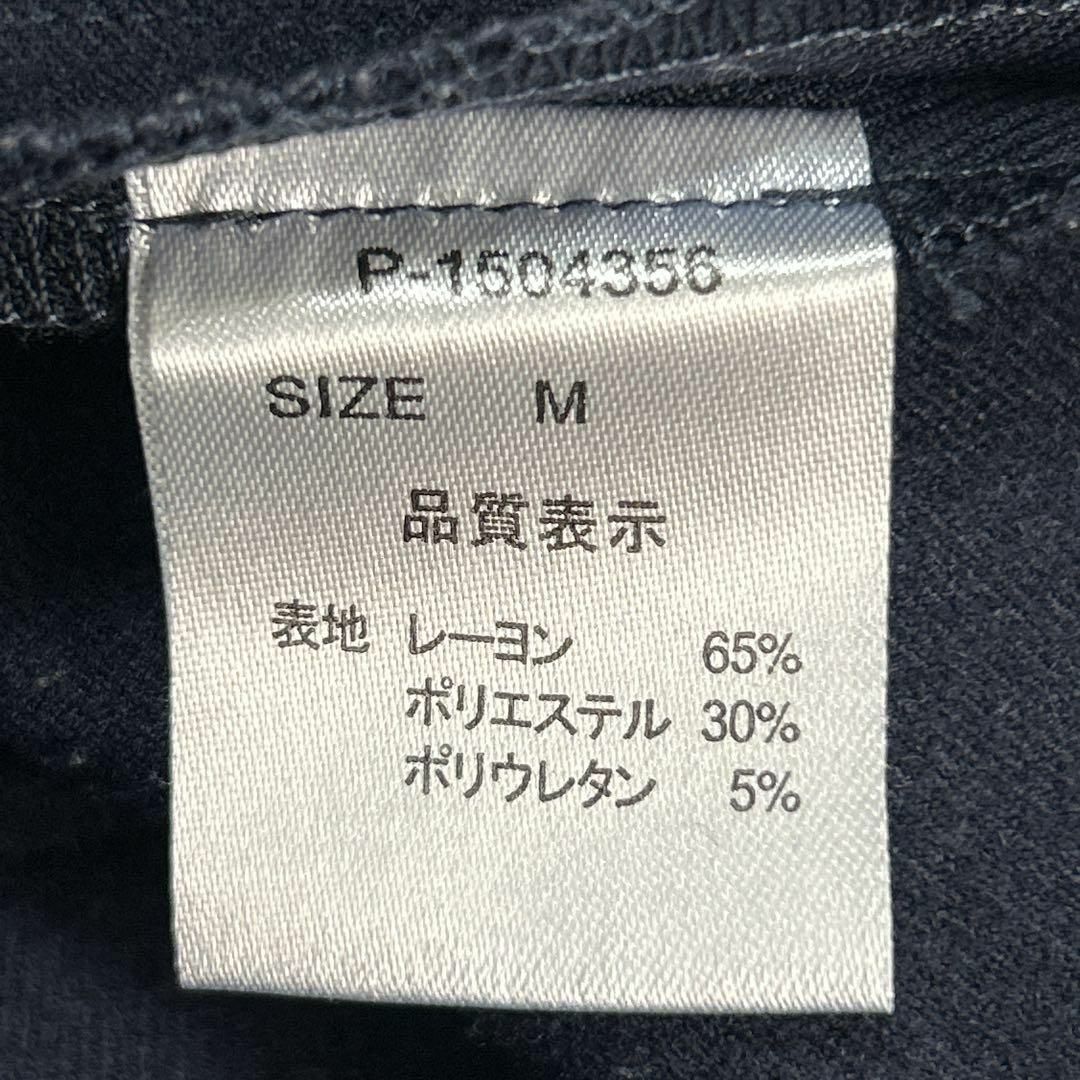 P-1504356
SIZE M
品質表示
表地 レーヨン 65%
ポリエステル 30%
ポリウレタン 5%